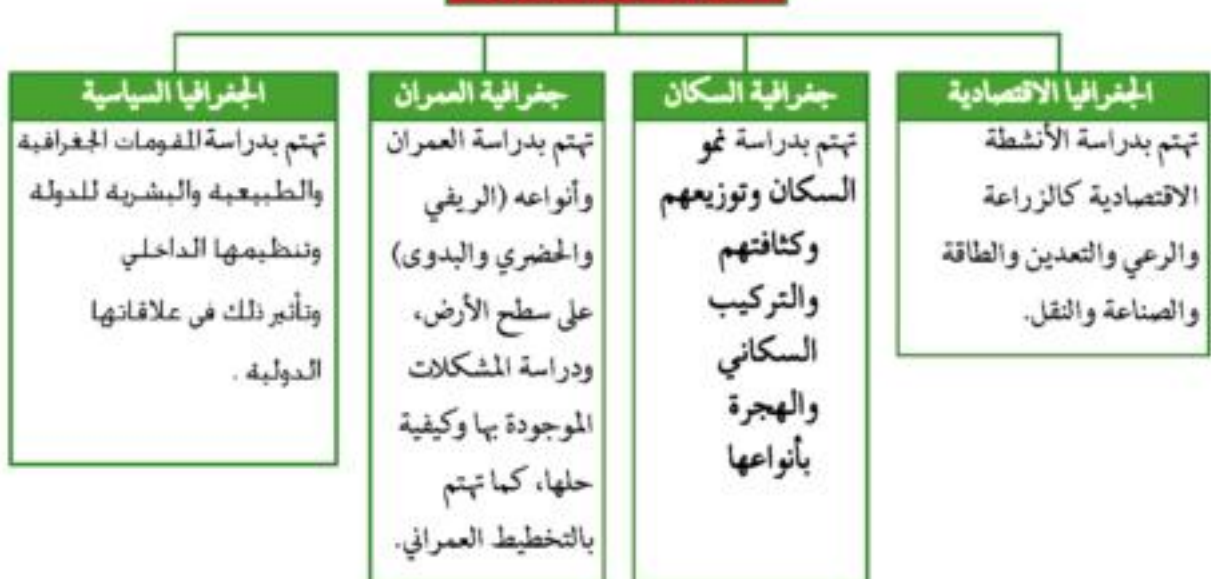 الجغرافيا الاقتصادية
تهتم بدراسة الأنشطة
الاقتصادية كالزراعة
والرعي والتعدين والطاقة
والصناعة والنقل.
جغرافية السكان
تهتم بدراسة نمو
السكان وتوزيعهم
وكثافتهم
والتركيب
السكاني
والهجرة
بأنواعها
جغرافية العمران
تهتم بدراسة العمران
وأنواعه (الريفي
والحضري والبدوى)
على سطح الأرض،
ودراسة المشكلات
الموجودة بها وكيفية
حلها، كما تهتم
بالتخطيط العمراني.
الجغرافيا السياسية
تهتم بدراسة المقومات الجغرافية
والطبيعية والبشرية للدولة
وتنظيمها الداخلي
وتأثير ذلك فى علاقاتها
الدولية .